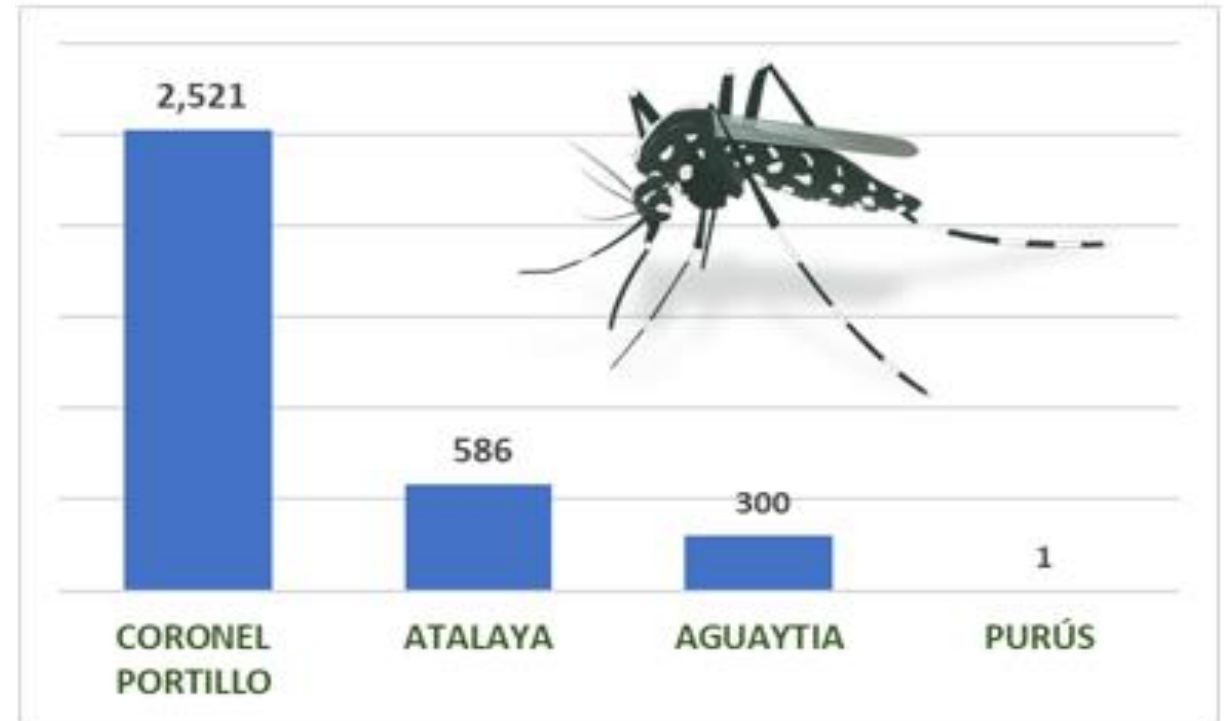 2,521
586
300
1
CORONEL
PORTILLO
ATALAYA
AGUAYTIA
PURÚS